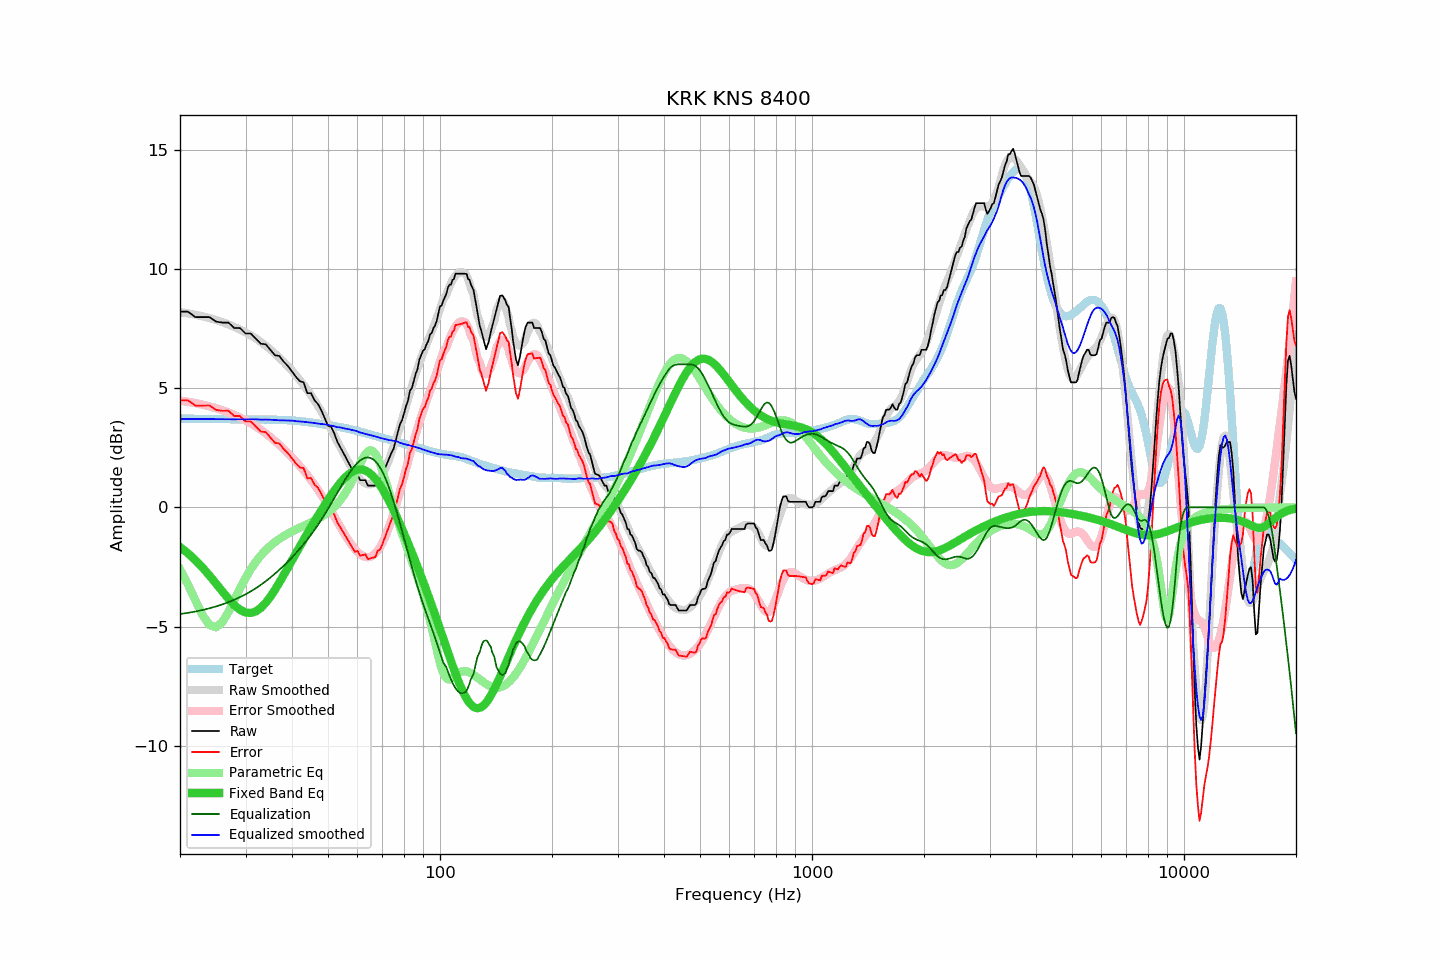 KRK KNS 8400
Amplitude (dBr)
15
10
5
0
−5
−10
Target
Raw Smoothed
Error Smoothed
Raw
Error
Parametric Eq
Fixed Band Eq
Equalization
Equalized smoothed
100 1000 10000
Frequency (Hz)